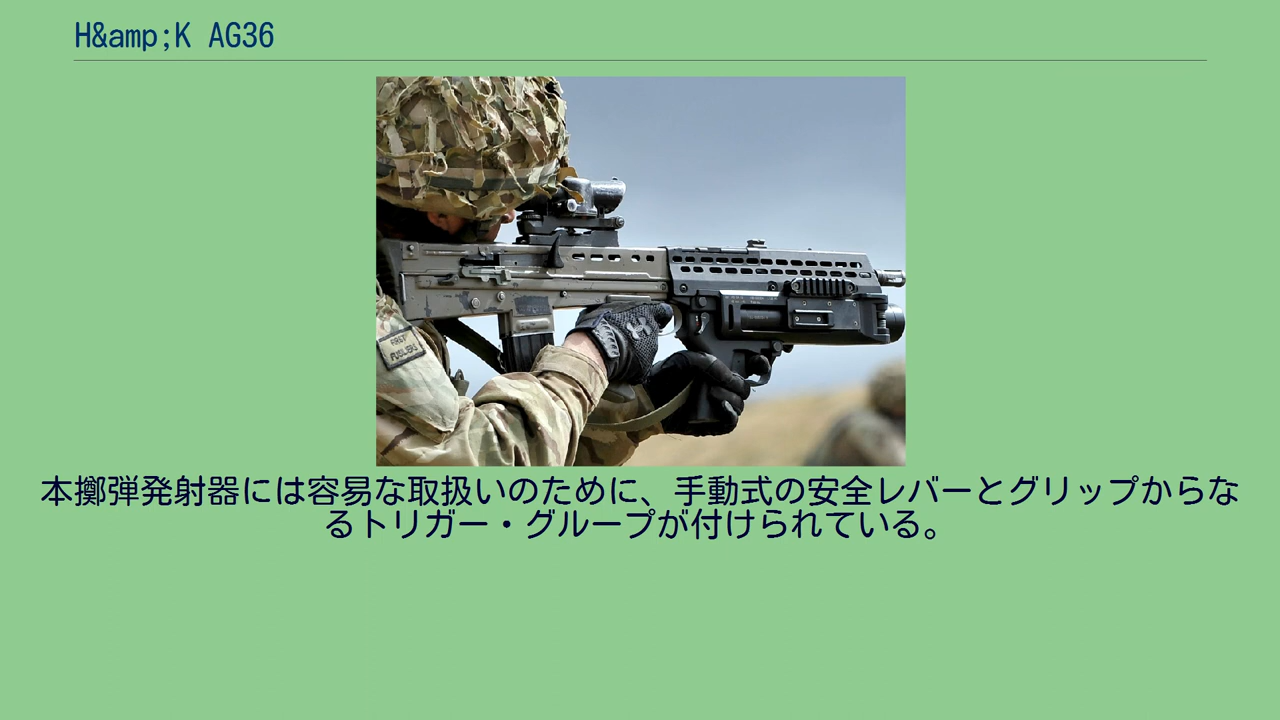 H&amp;K AG36
本擲弾発射器には容易な取扱いのために、手動式の安全レバーとグリップからな
るトリガー・グループが付けられている。